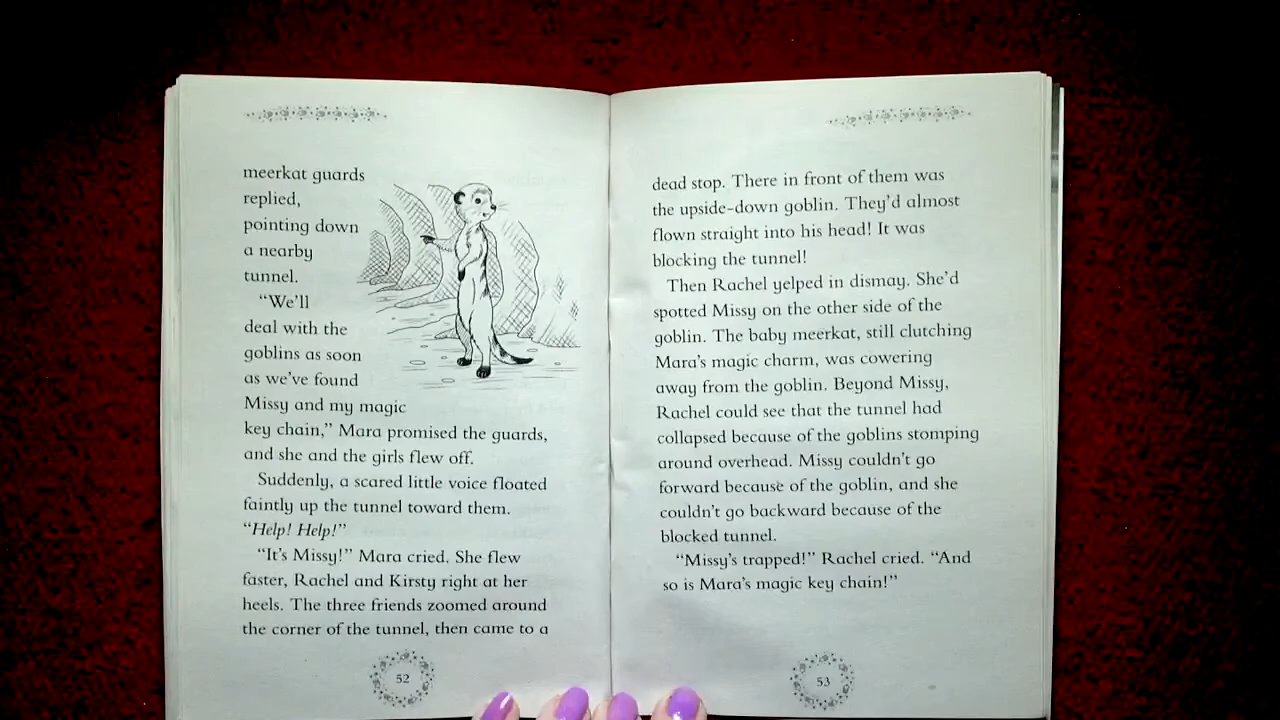 meerkat guards
replied,
pointing down
a nearby
tunnel.
“We’ll
deal with the
goblins as soon
as we’ve found
Missy and my magic
key chain,” Mara promised the guards,
and she and the girls flew off.
Suddenly, a scared little voice floated
faintly up the tunnel toward them.
“Help! Help!”
“It’s Missy!” Mara cried. She flew
faster, Rachel and Kirsty right at her
heels. The three friends zoomed around
the corner of the tunnel, then came to a
52
dead stop. There in front of them was
the upside-down goblin. They’d almost
flown straight into his head! It was
blocking the tunnel!
Then Rachel yelped in dismay. She’d
spotted Missy on the other side of the
goblin. The baby meerkat, still clutching
Mara’s magic charm, was cowering
away from the goblin. Beyond Missy,
Rachel could see that the tunnel had
collapsed because of the goblins stomping
around overhead. Missy couldn’t go
forward because of the goblin, and she
couldn’t go backward because of the
blocked tunnel.
“Missy’s trapped!” Rachel cried. “And
so is Mara’s magic key chain!”
53